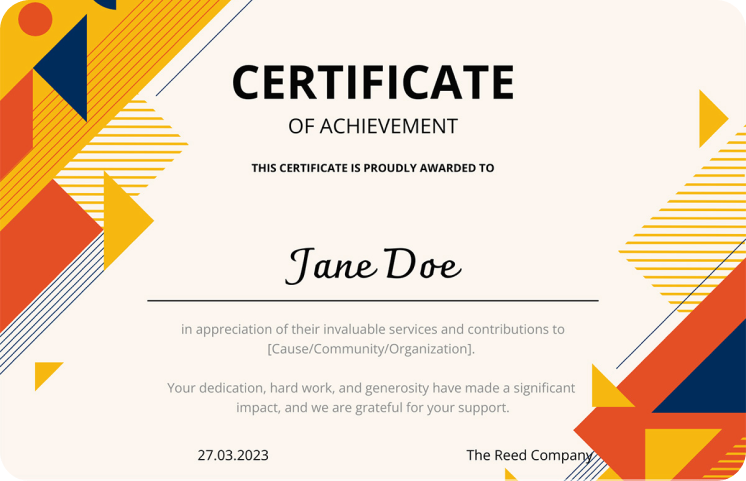 CERTIFICATE
OF ACHIEVEMENT
THIS CERTIFICATE IS PROUDLY AWARDED TO
Jane Doe
in appreciation of their invaluable services and contributions to
[Cause/Community/Organization].
Your dedication, hard work, and generosity have made a significant
impact, and we are grateful for your support.
27.03.2023 The Reed Company